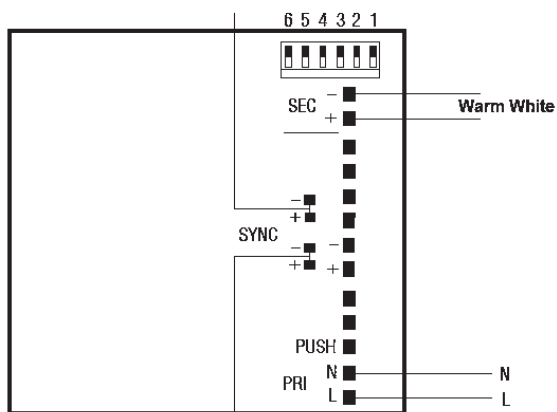 6 5 4 3 2 1
SEC -
+
Warm White
-
+
SYNC
-
+
-
+
PUSH
PRI
N
L
N
L